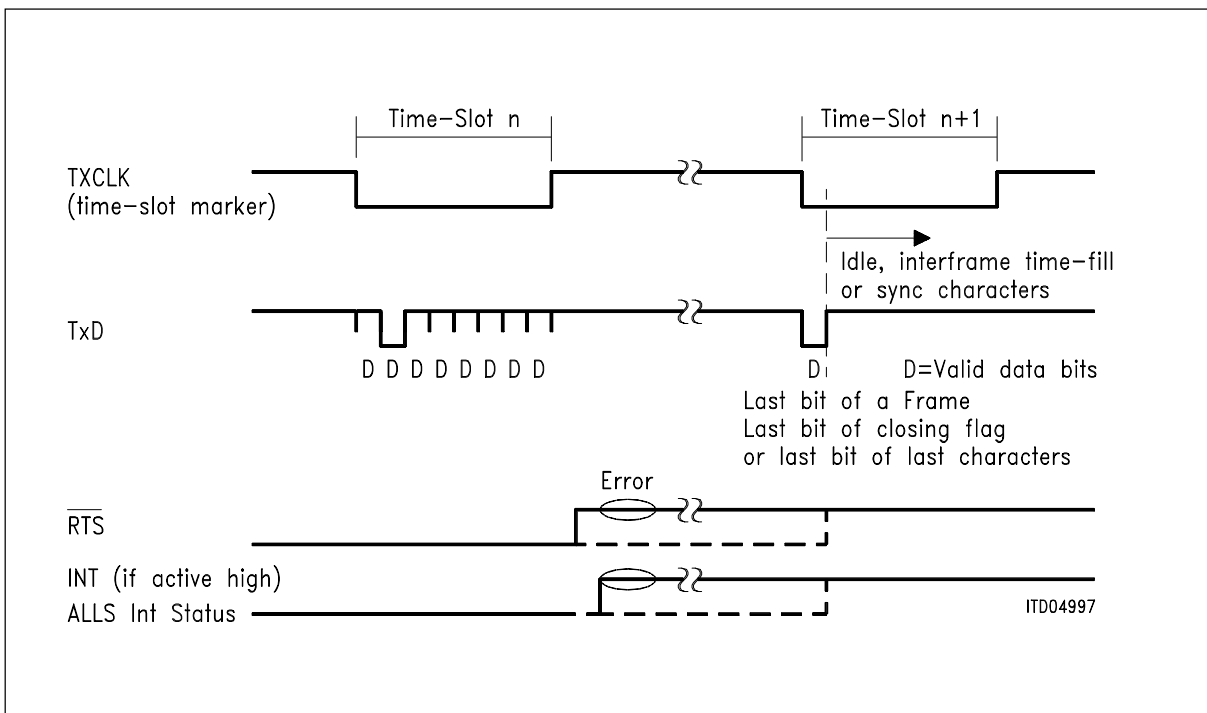 Time-Slot n
Time-Slot n+1
TXCLK
(time-slot marker)
Idle, interframe time-fill
or sync characters
TxD
D D D D D D D D
D
D=Valid data bits
Last bit of a Frame
Last bit of closing flag
or last bit of last characters
Error
RTS
INT (if active high)
ALLS Int Status
ITD04997